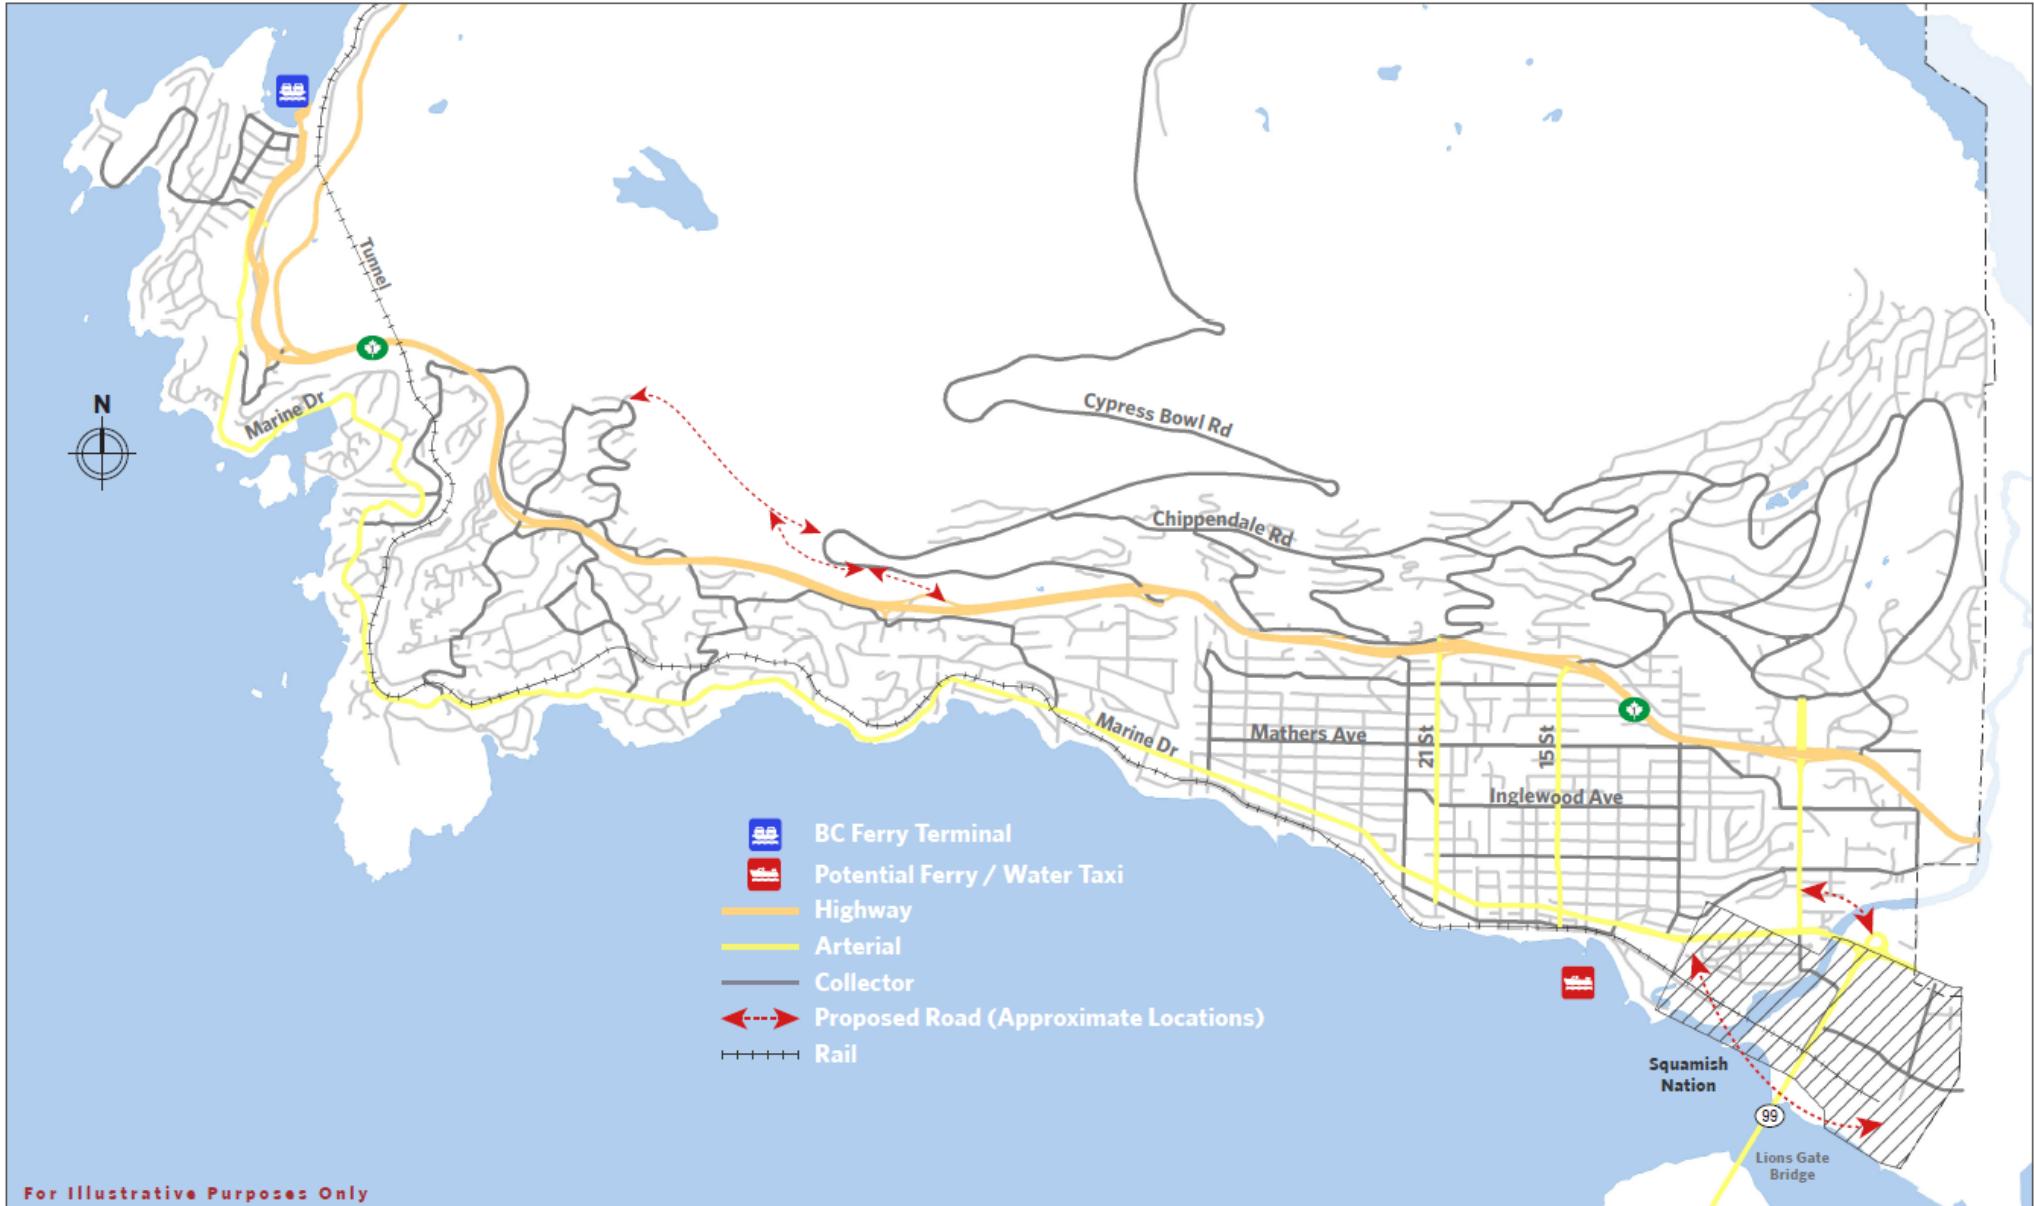 Tunnel
1
N
Marine Dr
Cypress Bowl Rd
Chippendale Rd
1
Marine Dr
Mathers Ave
21 St
15 St
Inglewood Ave
BC Ferry Terminal
Potential Ferry / Water Taxi
Highway
Arterial
Collector
Proposed Road (Approximate Locations)
Rail
Squamish
Nation
99
Lions Gate
Bridge
For Illustrative Purposes Only